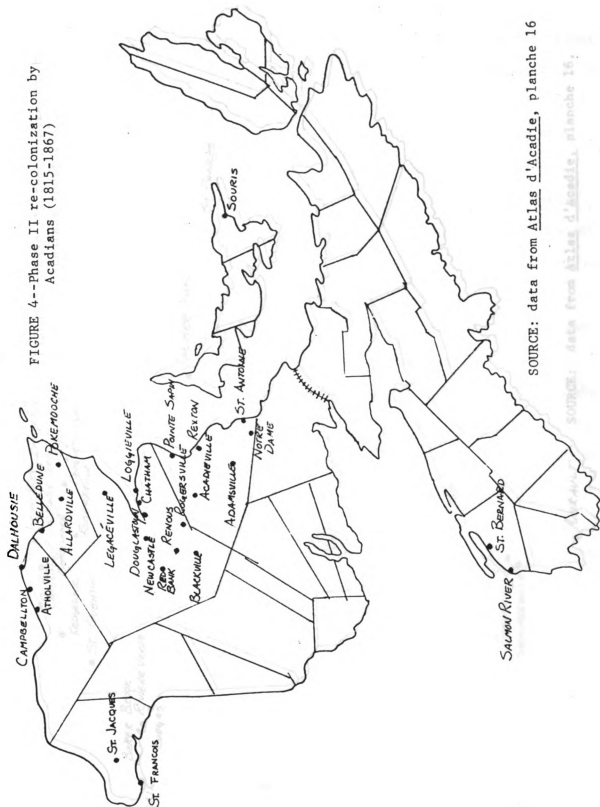 FIGURE 4--Phase II re-colonization by
Acadians (1815-1867)
DALHOUSIE
CAMPBELLTON
ATHOLVILLE
BELLEDUNE
POKEMOUCHE
ALLARDVILLE
LEGACEVILLE
LOGGIEVILLE
CHATHAM
DOUGLASTOWN
NEWCASTLE
RED
BANK
RENOUS
BLACKVILLE
ROGERSVILLE
POINTE SAPIN
REXTON
ACADIEVILLE
ADAMSVILLE
ST. ANTOINE
NOTRE
DAME
ST. JACQUES
ST. FRANCOIS
SOURIS
ST. BERNARD
SALMON RIVER
SOURCE: data from Atlas d'Acadie, planche 16